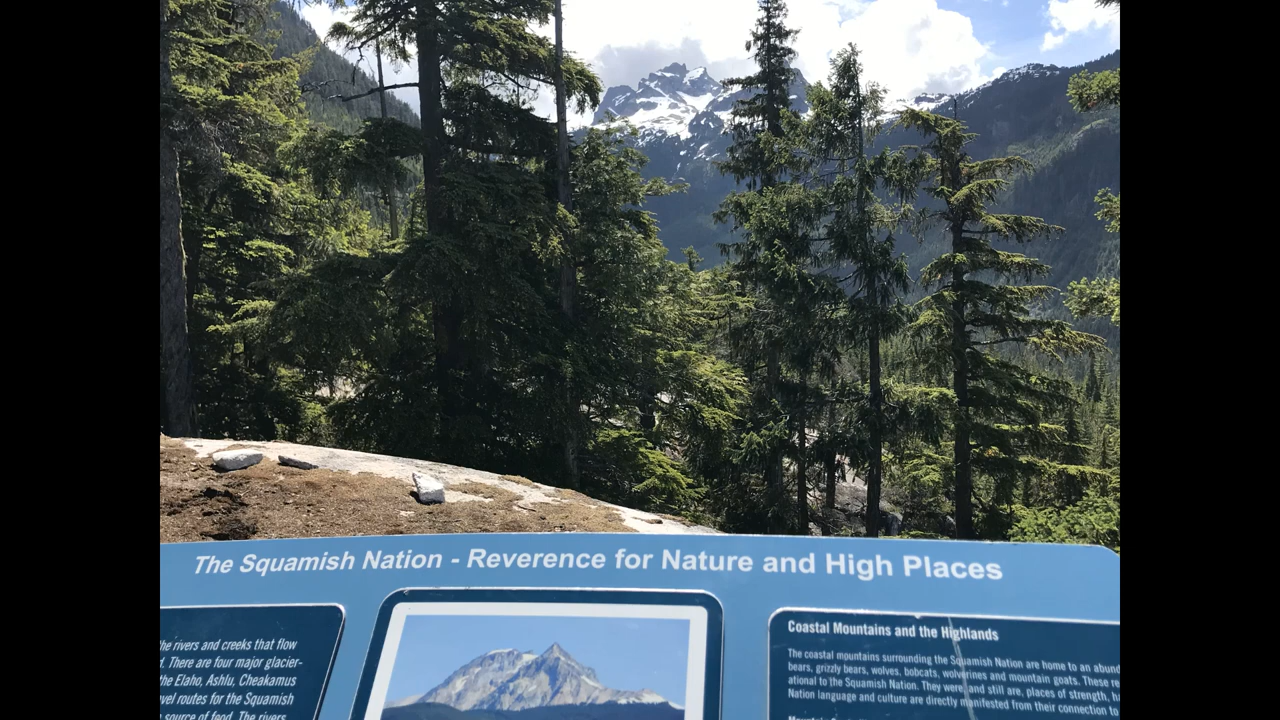 The Squamish Nation - Reverence for Nature and High Places
he rivers and creeks that flow
d. There are four major glacier-
the Elaho, Ashlu, Cheakamus
vel routes for the Squamish
source of food. The rivers
Coastal Mountains and the Highlands
The coastal mountains surrounding the Squamish Nation are home to an abund
bears, grizzly bears, wolves, bobcats, wolverines and mountain goats. These re
ational to the Squamish Nation. They were and still are, places of strength, h
Nation language and culture are directly manifested from their connection to